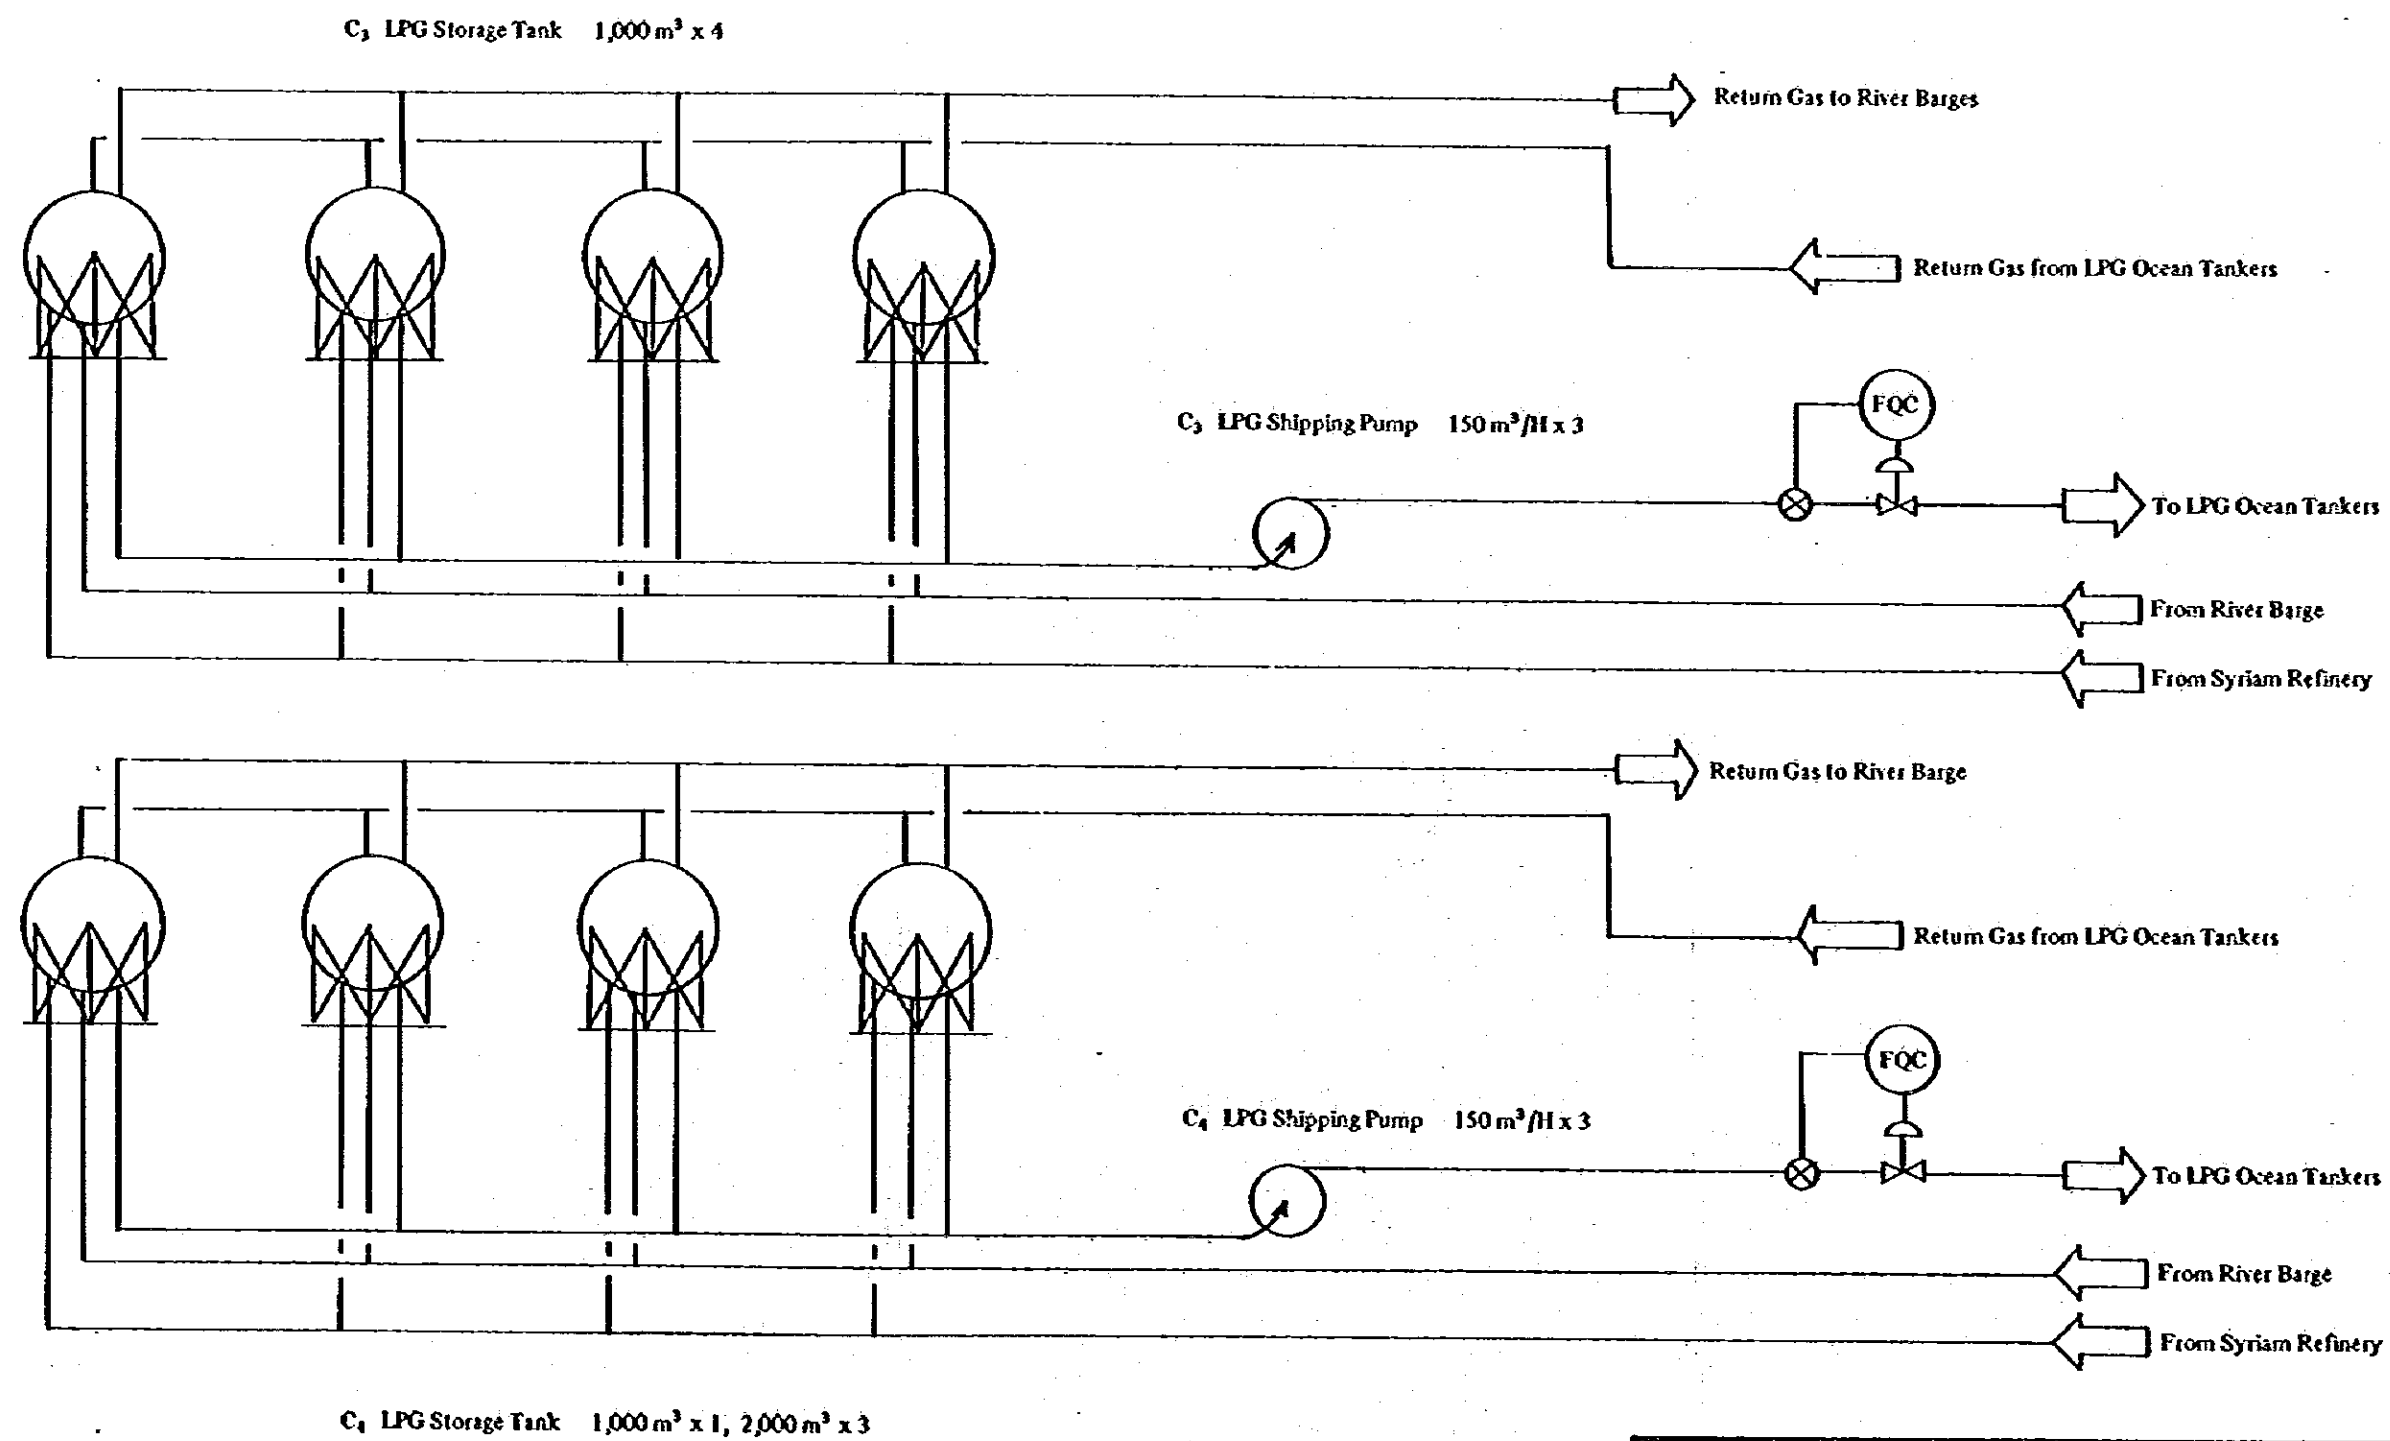 C₃ LPG Storage Tank 1,000 m³ x 4
Return Gas to River Barges
Return Gas from LPG Ocean Tankers
FQC
C₃ LPG Shipping Pump 150 m³/H x 3
To LPG Ocean Tankers
From River Barge
From Syriam Refinery
Return Gas to River Barge
Return Gas from LPG Ocean Tankers
FQC
C₄ LPG Shipping Pump 150 m³/H x 3
To LPG Ocean Tankers
From River Barge
From Syriam Refinery
C₄ LPG Storage Tank 1,000 m³ x 1, 2,000 m³ x 3